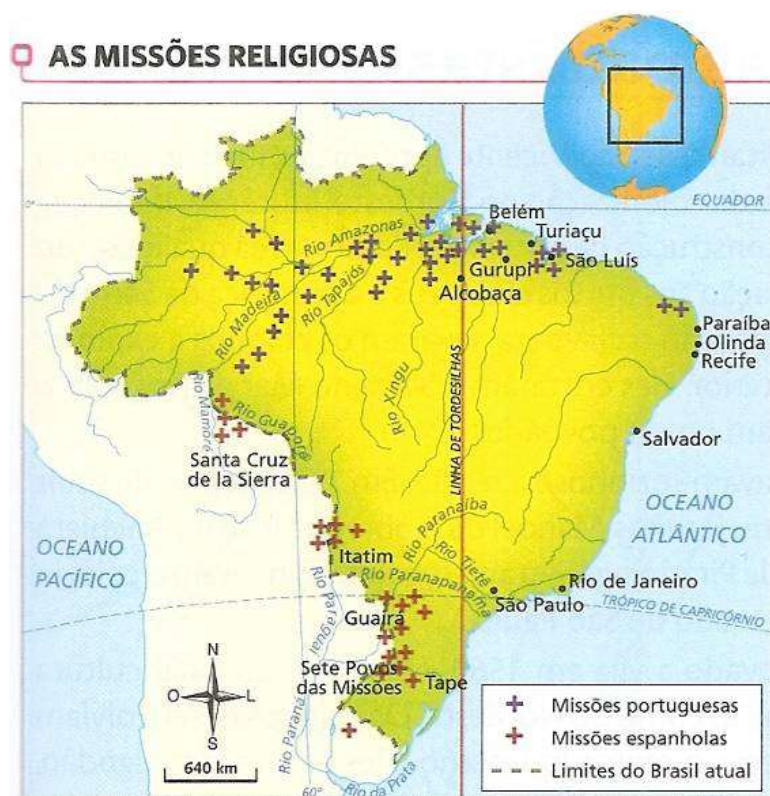 AS MISSÕES RELIGIOSAS
EQUADOR
0°
Belém
Turiaçu
Rio Amazonas
São Luís
Gurupi
Alcobaça
Rio Tapajós
Rio Madeira
Paraíba
Olinda
Recife
Rio Xingu
LINHA DE TORDESILHAS
Rio Mamoré
Rio Guaporé
Salvador
Santa Cruz
de la Sierra
Rio Paranaíba
OCEANO
ATLÂNTICO
OCEANO
PACÍFICO
Itatim
Rio Tietê
Rio Paranapanema
Rio de Janeiro
São Paulo
TRÓPICO DE CAPRICÓRNIO
Rio Paraguai
Guairá
Sete Povos
das Missões
Tape
N
O
L
S
640 km
Rio Paraná
60°
Rio da Prata
Missões portuguesas
Missões espanholas
Limites do Brasil atual